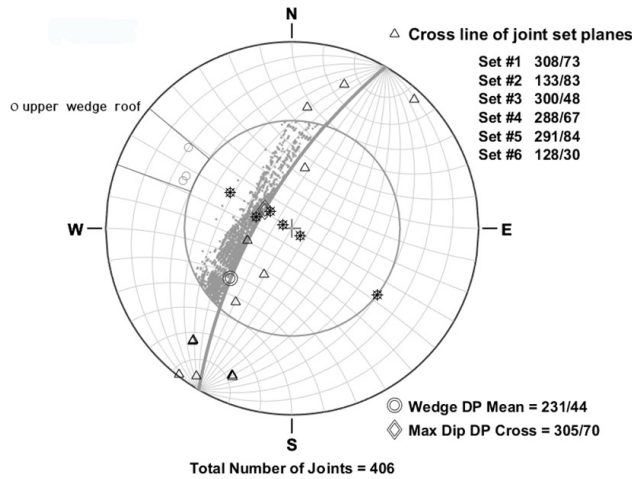 N
△ Cross line of joint set planes
Set #1 308/73
Set #2 133/83
Set #3 300/48
Set #4 288/67
Set #5 291/84
Set #6 128/30
upper wedge roof
W
E
S
Wedge DP Mean = 231/44
Max Dip DP Cross = 305/70
Total Number of Joints = 406